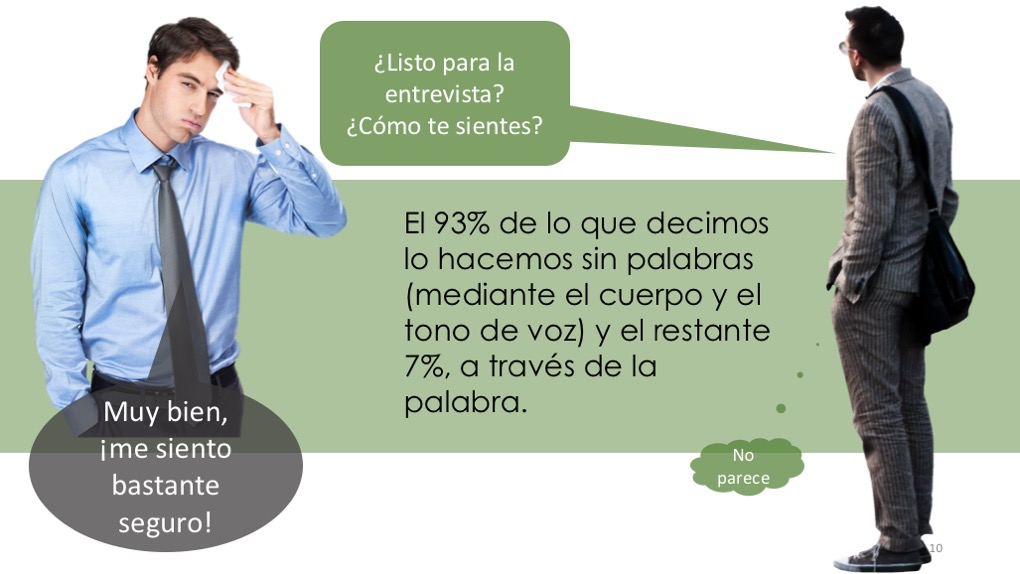 ¿Listo para la
entrevista?
¿Cómo te sientes?
El 93% de lo que decimos
lo hacemos sin palabras
(mediante el cuerpo y el
tono de voz) y el restante
7%, a través de la
palabra.
Muy bien,
¡me siento
bastante
seguro!
No
parece
10